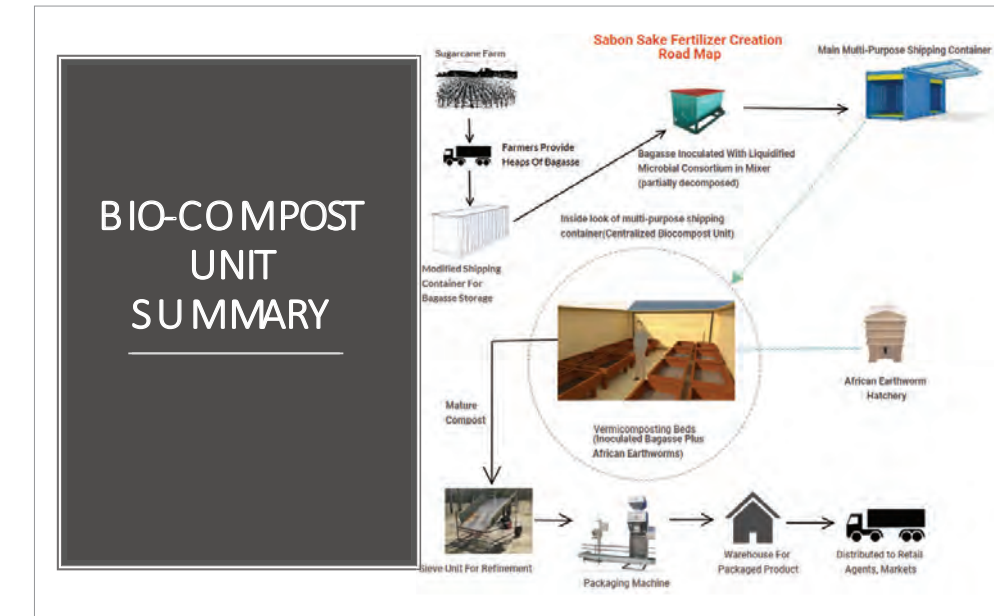 BIO-COMPOST
UNIT
SUMMARY
Sabon Sake Fertilizer Creation
Road Map
Sugarcane Farm
Main Multi-Purpose Shipping Container
Farmers Provide
Heaps Of Bagasse
Bagasse Inoculated With Liquidified
Microbial Consortium in Mixer
(partially decomposed)
Inside look of multi-purpose shipping
container(Centralized Biocompost Unit)
Modified Shipping
Container For
Bagasse Storage
African Earthworm
Hatchery
Mature
Compost
Vermicomposting Beds
(Inoculated Bagasse Plus
African Earthworms)
Sieve Unit For Refinement
Packaging Machine
Warehouse For
Packaged Product
Distributed to Retail
Agents, Markets